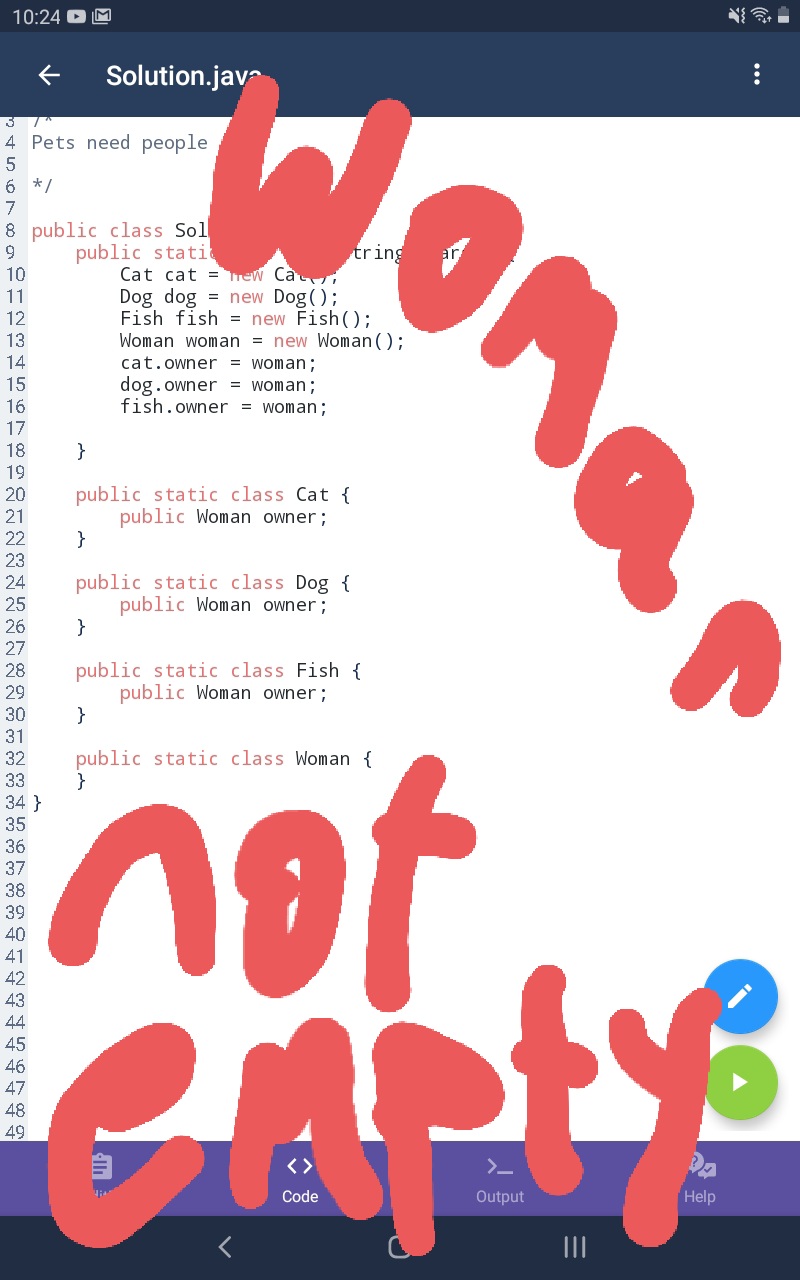 10:24
Solution.java
3 /*
4 Pets need people
5
6 */
7
8 public class Sol
9 public static tring
10 Cat cat = new Cat();
11 Dog dog = new Dog();
12 Fish fish = new Fish();
13 Woman woman = new Woman();
14 cat.owner = woman;
15 dog.owner = woman;
16 fish.owner = woman;
17
18 }
19
20 public static class Cat {
21 public Woman owner;
22 }
23
24 public static class Dog {
25 public Woman owner;
26 }
27
28 public static class Fish {
29 public Woman owner;
30 }
31
32 public static class Woman {
33 }
34 }
35
36
37
38
39
40
41
42
43
44
45
46
47
48
49
Woman
not
empty
Code
Output
Help